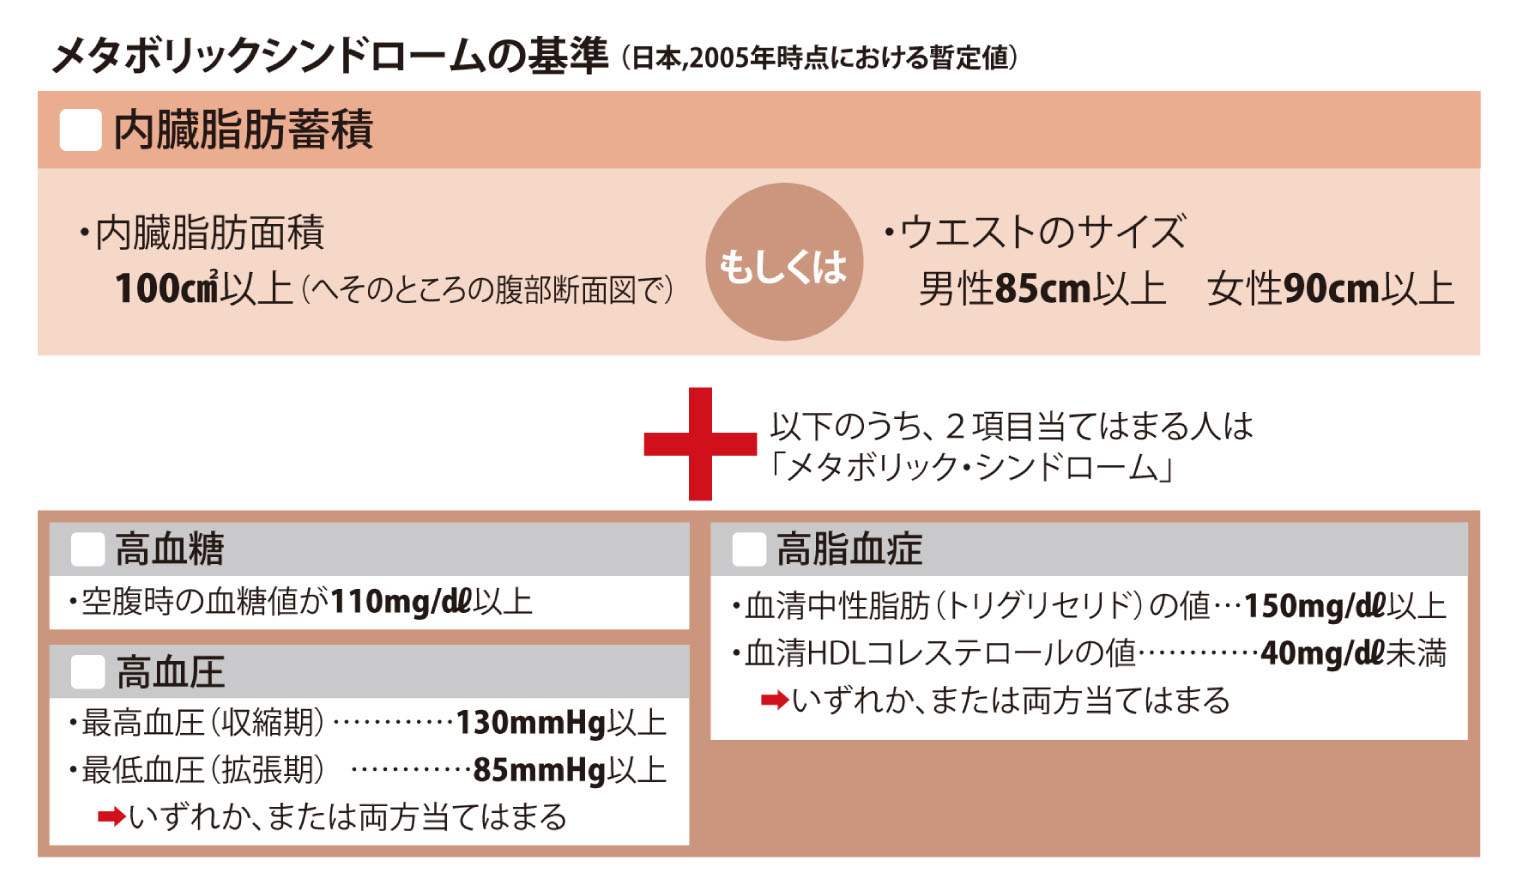 メタボリックシンドロームの基準（日本,2005年時点における暫定値）
内臓脂肪蓄積
・内臓脂肪面積
100c㎡以上（へそのところの腹部断面図で）
もしくは
・ウエストのサイズ
男性85cm以上　女性90cm以上
以下のうち、２項目当てはまる人は
「メタボリック・シンドローム」
高血糖
・空腹時の血糖値が110mg/dℓ以上
高血圧
・最高血圧（収縮期）…………130mmHg以上
・最低血圧（拡張期）…………85mmHg以上
➡いずれか、または両方当てはまる
高脂血症
・血清中性脂肪（トリグリセリド）の値…150mg/dℓ以上
・血清HDLコレステロールの値…………40mg/dℓ未満
➡いずれか、または両方当てはまる